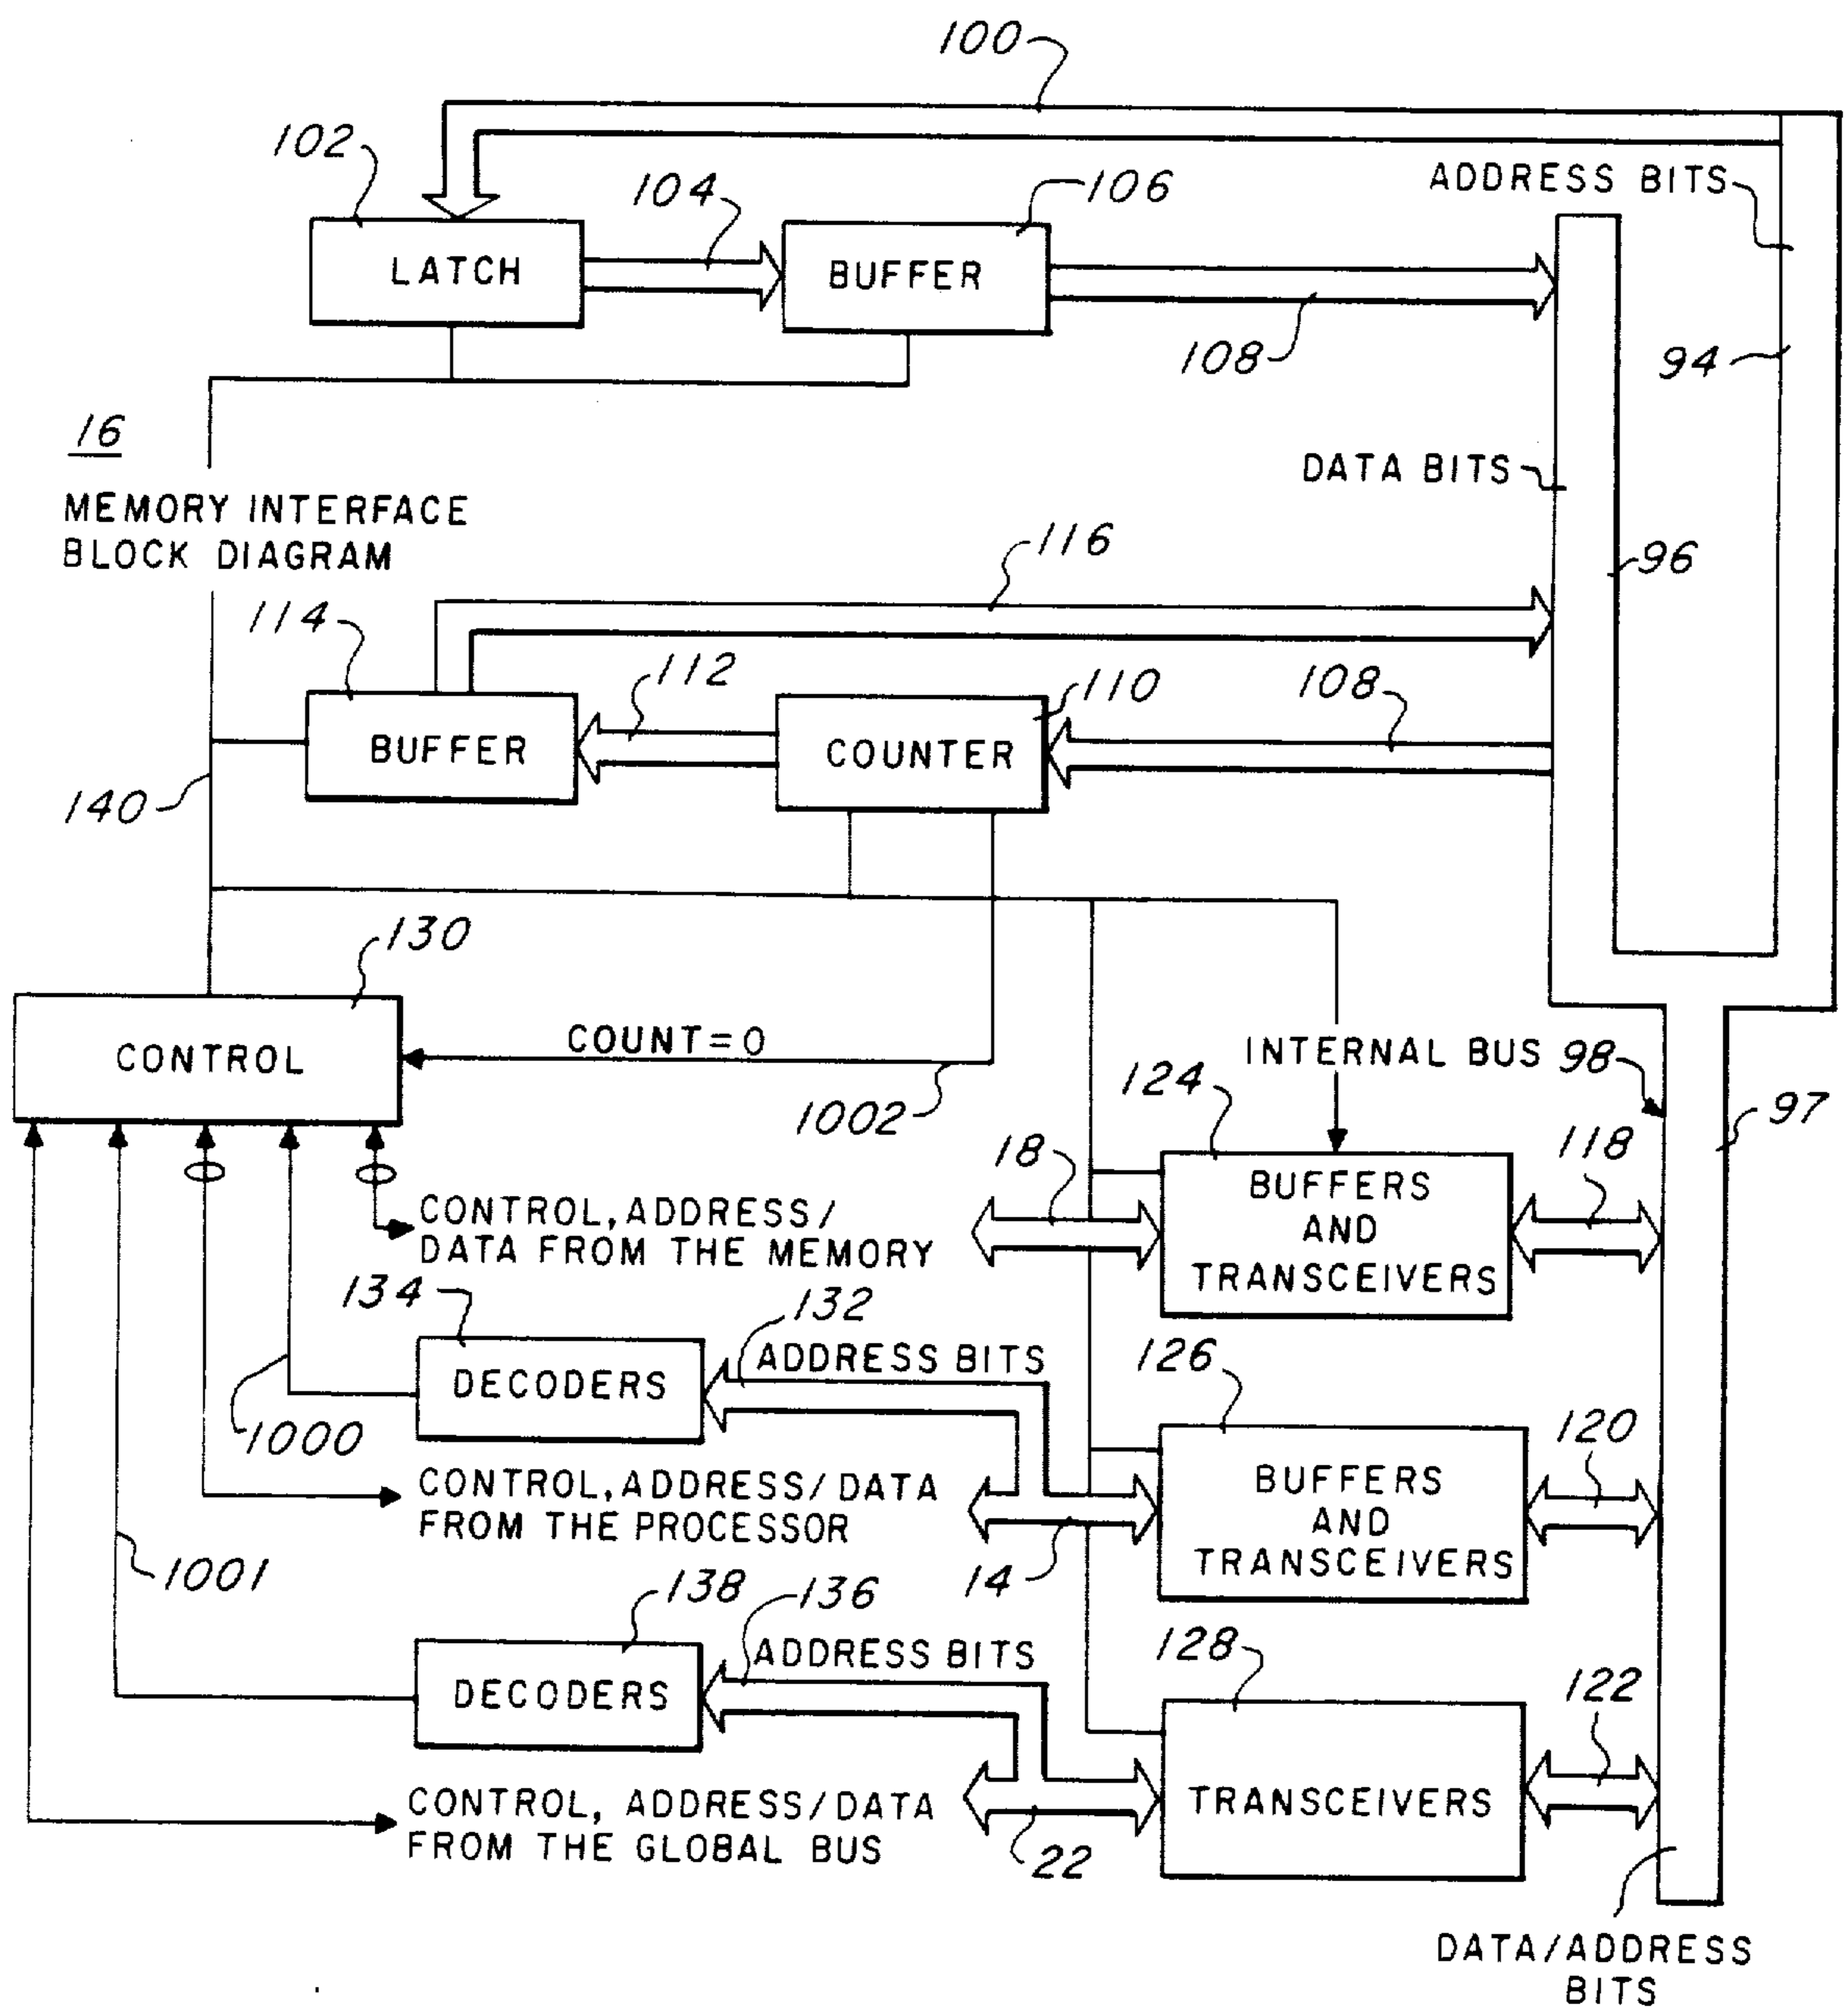 100
102
104
106
ADDRESS BITS
LATCH
BUFFER
108
94
16
DATA BITS
MEMORY INTERFACE
BLOCK DIAGRAM
116
96
114
112
110
108
BUFFER
COUNTER
140
130
CONTROL
COUNT=0
INTERNAL BUS 98
124
1002
97
18
118
BUFFERS
AND
TRANSCEIVERS
CONTROL, ADDRESS/
DATA FROM THE MEMORY
134
132
ADDRESS BITS
126
DECODERS
120
1000
CONTROL, ADDRESS/DATA
FROM THE PROCESSOR
BUFFERS
AND
TRANSCEIVERS
1001
14
138
136
ADDRESS BITS
128
DECODERS
122
CONTROL, ADDRESS/DATA
FROM THE GLOBAL BUS
TRANSCEIVERS
22
DATA/ADDRESS
BITS